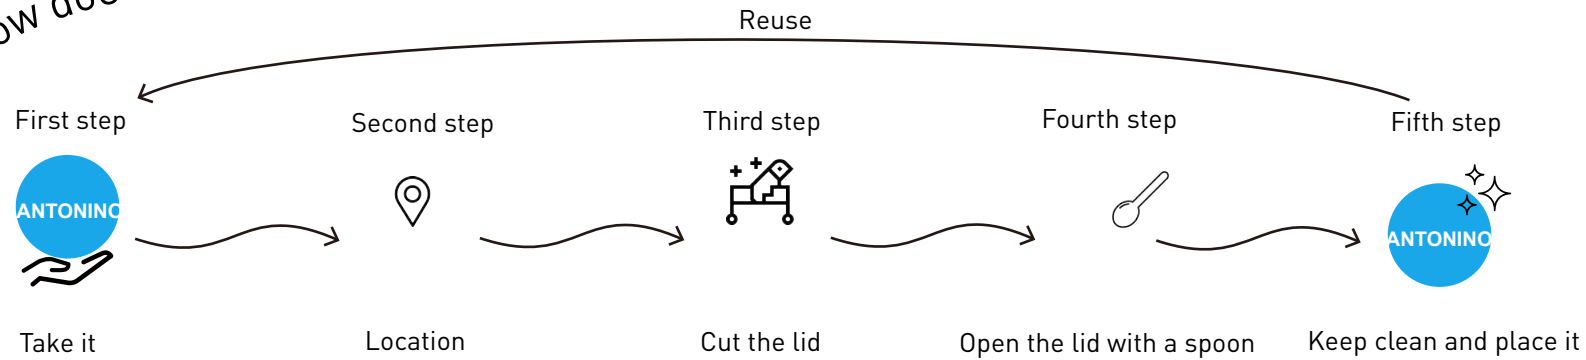 Reuse
First step
Second step
Third step
Fourth step
Fifth step
ANTONINO
ANTONINO
Take it
Location
Cut the lid
Open the lid with a spoon
Keep clean and place it